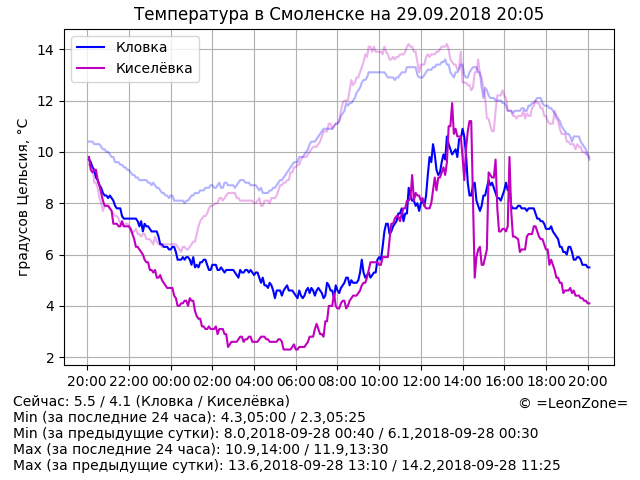 Температура в Смоленске на 29.09.2018 20:05
Кловка
Киселёвка
градусов Цельсия, °C
14
12
10
8
6
4
2
20:00 22:00 00:00 02:00 04:00 06:00 08:00 10:00 12:00 14:00 16:00 18:00 20:00
Сейчас: 5.5 / 4.1 (Кловка / Киселёвка)
© =LeonZone=
Min (за последние 24 часа): 4.3,05:00 / 2.3,05:25
Min (за предыдущие сутки): 8.0,2018-09-28 00:40 / 6.1,2018-09-28 00:30
Max (за последние 24 часа): 10.9,14:00 / 11.9,13:30
Max (за предыдущие сутки): 13.6,2018-09-28 13:10 / 14.2,2018-09-28 11:25